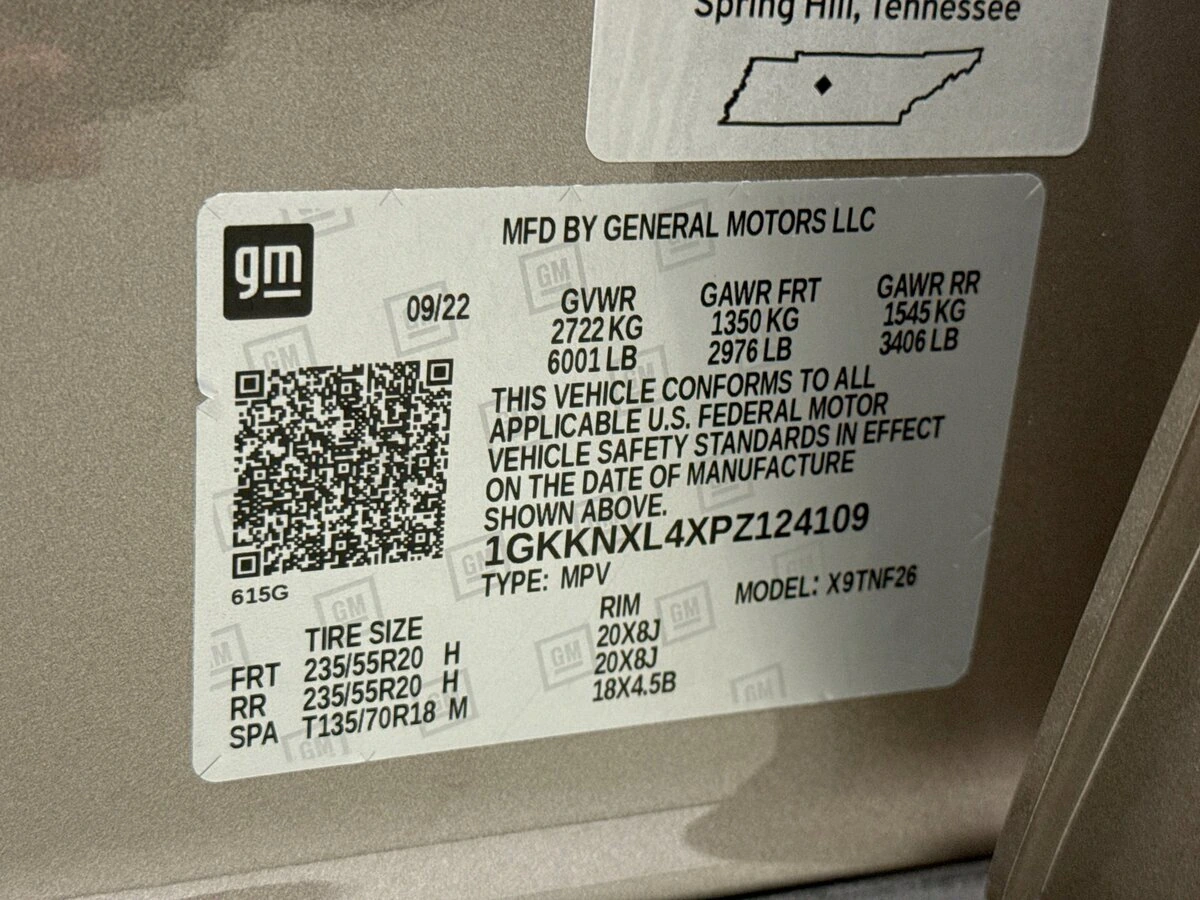 Spring Hill, Tennessee
gm
MFD BY GENERAL MOTORS LLC
09/22
GVWR
2722 KG
6001 LB
GAWR FRT
1350 KG
2976 LB
GAWR RR
1545 KG
3406 LB
THIS VEHICLE CONFORMS TO ALL
APPLICABLE U.S. FEDERAL MOTOR
VEHICLE SAFETY STANDARDS IN EFFECT
ON THE DATE OF MANUFACTURE
SHOWN ABOVE.
1GKKNXL4XPZ124109
TYPE: MPV
MODEL: X9TNF26
615G
TIRE SIZE
RIM
FRT 235/55R20 H 20X8J
RR 235/55R20 H 20X8J
SPA T135/70R18 M 18X4.5B